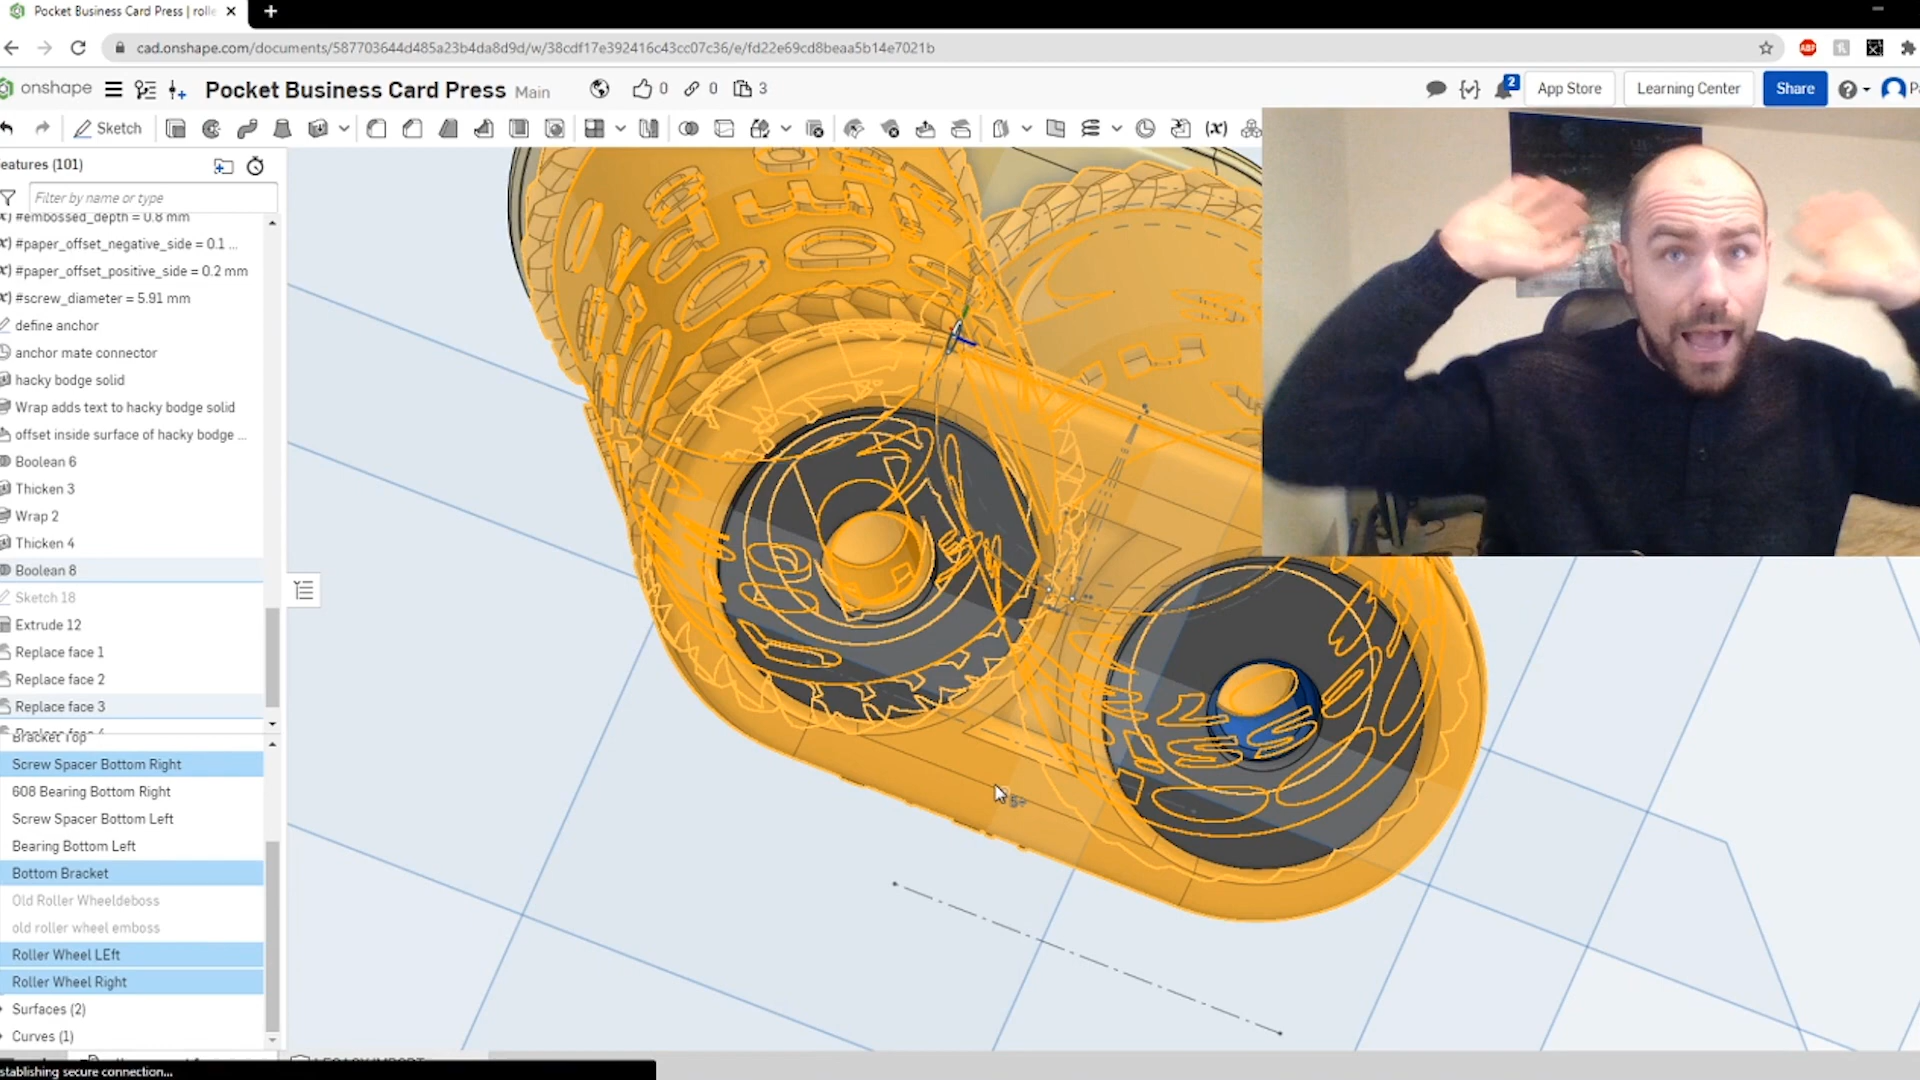 Pocket Business Card Press | rolle
cad.onshape.com/documents/587703644d485a23b4da8d9d/w/38cdf17e392416c43cc07c36/e/fd22e69cd8beaa5b14e7021b
ABP
onshape
Pocket Business Card Press Main
0
0
3
2
App Store
Learning Center
Share
Sketch
(x)
eatures (101)
Filter by name or type
x) #embossed_depth = 0.8 mm
x) #paper_offset_negative_side = 0.1 ...
x) #paper_offset_positive_side = 0.2 mm
x) #screw_diameter = 5.91 mm
define anchor
anchor mate connector
hacky bodge solid
Wrap adds text to hacky bodge solid
offset inside surface of hacky bodge ...
Boolean 6
Thicken 3
Wrap 2
Thicken 4
Boolean 8
Sketch 18
Extrude 12
Replace face 1
Replace face 2
Replace face 3
Bracket Top
Screw Spacer Bottom Right
608 Bearing Bottom Right
Screw Spacer Bottom Left
Bearing Bottom Left
Bottom Bracket
Old Roller Wheeldeboss
old roller wheel emboss
Roller Wheel LEft
Roller Wheel Right
Surfaces (2)
Curves (1)
stablishing secure connection...